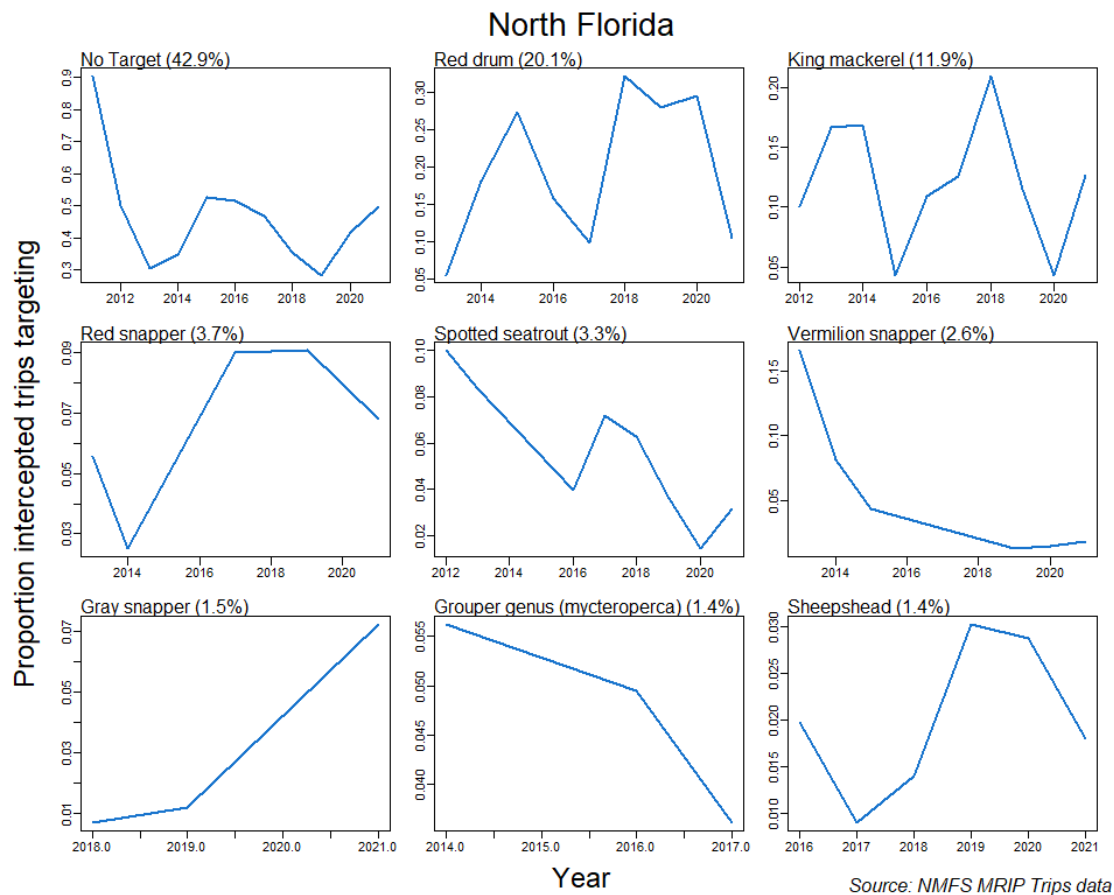 North Florida
Proportion intercepted trips targeting
No Target (42.9%)
0.9
0.8
0.7
0.6
0.5
0.4
0.3
2012 2014 2016 2018 2020
Red drum (20.1%)
0.30
0.25
0.20
0.15
0.10
0.05
2014 2016 2018 2020
King mackerel (11.9%)
0.20
0.15
0.10
0.05
2012 2014 2016 2018 2020
Red snapper (3.7%)
0.09
0.07
0.05
0.03
2014 2016 2018 2020
Spotted seatrout (3.3%)
0.10
0.08
0.06
0.04
0.02
2012 2014 2016 2018 2020
Vermilion snapper (2.6%)
0.15
0.10
0.05
2014 2016 2018 2020
Gray snapper (1.5%)
0.07
0.05
0.03
0.01
2018.0 2019.0 2020.0 2021.0
Grouper genus (mycteroperca) (1.4%)
0.055
0.050
0.045
0.040
2014.0 2015.0 2016.0 2017.0
Sheepshead (1.4%)
0.030
0.025
0.020
0.015
0.010
2016 2017 2018 2019 2020 2021
Year
Source: NMFS MRIP Trips data